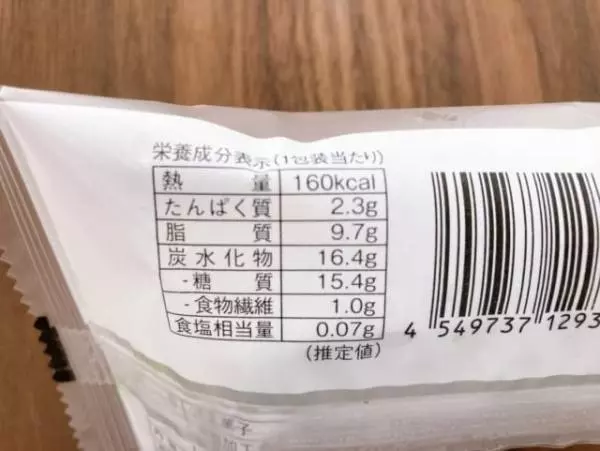 栄養成分表示(1包装当たり)
熱量 160kcal
たんぱく質 2.3g
脂質 9.7g
炭水化物 16.4g
-糖質 15.4g
-食物繊維 1.0g
食塩相当量 0.07g
(推定値)
4 549737 1293
菓子